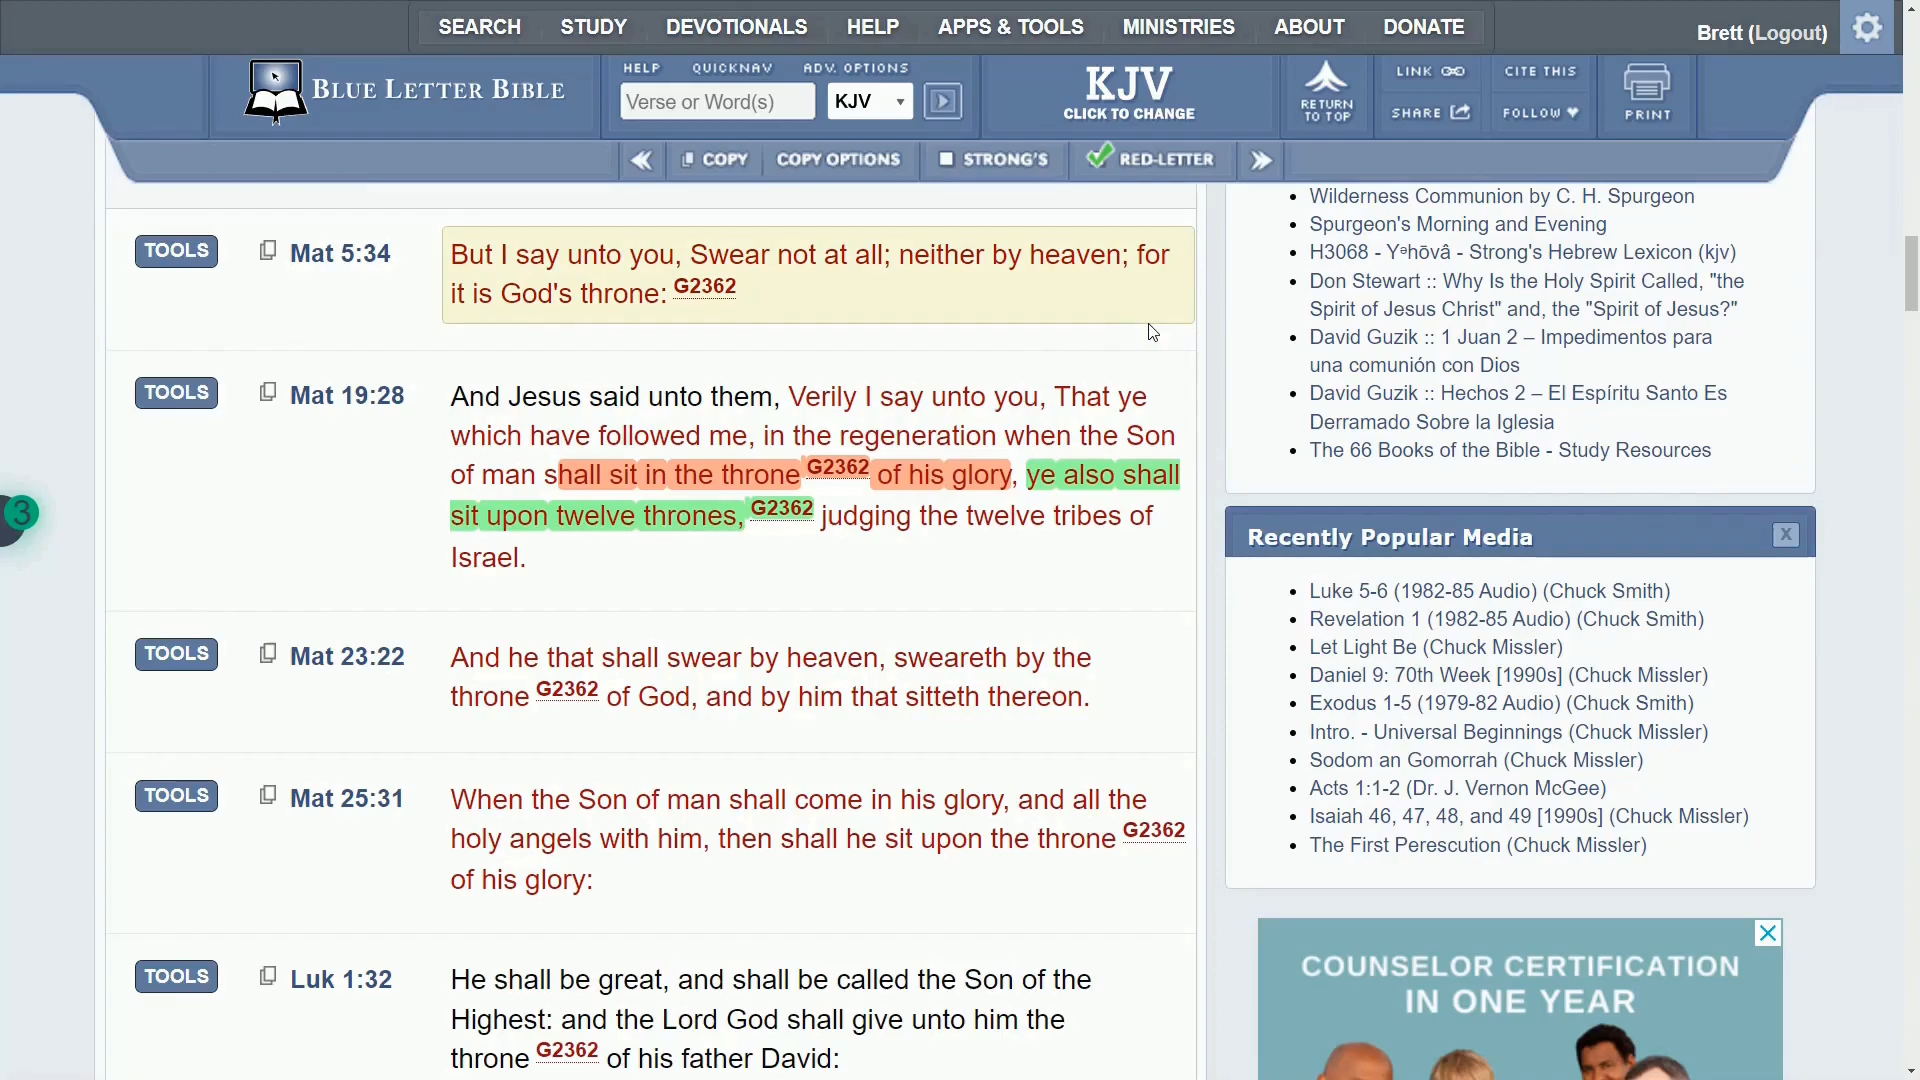 SEARCH STUDY DEVOTIONALS HELP APPS & TOOLS MINISTRIES ABOUT DONATE
Brett (Logout)
BLUE LETTER BIBLE
HELP QUICKNAV ADV. OPTIONS
Verse or Word(s) KJV
KJV
CLICK TO CHANGE
RETURN
TO TOP
LINK CITE THIS
SHARE FOLLOW
PRINT
COPY COPY OPTIONS STRONG'S RED-LETTER
TOOLS Mat 5:34 But I say unto you, Swear not at all; neither by heaven; for
it is God's throne: G2362
TOOLS Mat 19:28 And Jesus said unto them, Verily I say unto you, That ye
which have followed me, in the regeneration when the Son
of man shall sit in the throne G2362 of his glory, ye also shall
sit upon twelve thrones, G2362 judging the twelve tribes of
Israel.
TOOLS Mat 23:22 And he that shall swear by heaven, sweareth by the
throne G2362 of God, and by him that sitteth thereon.
TOOLS Mat 25:31 When the Son of man shall come in his glory, and all the
holy angels with him, then shall he sit upon the throne G2362
of his glory:
TOOLS Luk 1:32 He shall be great, and shall be called the Son of the
Highest: and the Lord God shall give unto him the
throne G2362 of his father David:
3
Wilderness Communion by C. H. Spurgeon
Spurgeon's Morning and Evening
H3068 - Yᵊhōvâ - Strong's Hebrew Lexicon (kjv)
Don Stewart :: Why Is the Holy Spirit Called, "the
Spirit of Jesus Christ" and, the "Spirit of Jesus?"
David Guzik :: 1 Juan 2 – Impedimentos para
una comunión con Dios
David Guzik :: Hechos 2 – El Espíritu Santo Es
Derramado Sobre la Iglesia
The 66 Books of the Bible - Study Resources
Recently Popular Media X
Luke 5-6 (1982-85 Audio) (Chuck Smith)
Revelation 1 (1982-85 Audio) (Chuck Smith)
Let Light Be (Chuck Missler)
Daniel 9: 70th Week [1990s] (Chuck Missler)
Exodus 1-5 (1979-82 Audio) (Chuck Smith)
Intro. - Universal Beginnings (Chuck Missler)
Sodom an Gomorrah (Chuck Missler)
Acts 1:1-2 (Dr. J. Vernon McGee)
Isaiah 46, 47, 48, and 49 [1990s] (Chuck Missler)
The First Perescution (Chuck Missler)
COUNSELOR CERTIFICATION
IN ONE YEAR